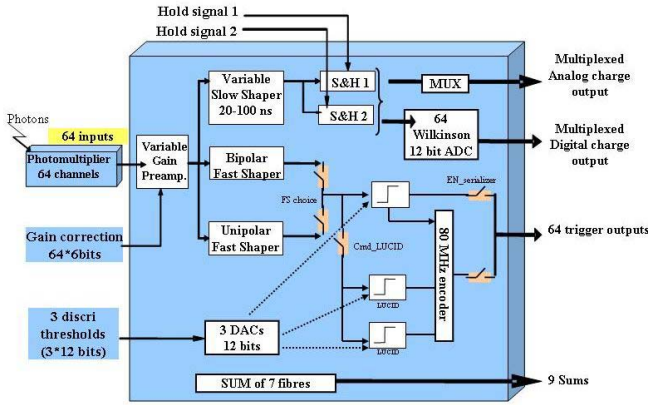 Hold signal 1
Hold signal 2
Photons
64 inputs
Photomultiplier
64 channels
Variable
Gain
Preamp.
Gain correction
64*6bits
3 discri
thresholds
(3*12 bits)
Variable
Slow Shaper
20-100 ns
S&H 1
S&H 2
MUX
64
Wilkinson
12 bit ADC
Bipolar
Fast Shaper
FS choice
Unipolar
Fast Shaper
Cmd_LUCID
EN_serializer
80 MHz encoder
LUCID
LUCID
3 DACs
12 bits
SUM of 7 fibres
Multiplexed
Analog charge
output
Multiplexed
Digital charge
output
64 trigger outputs
9 Sums